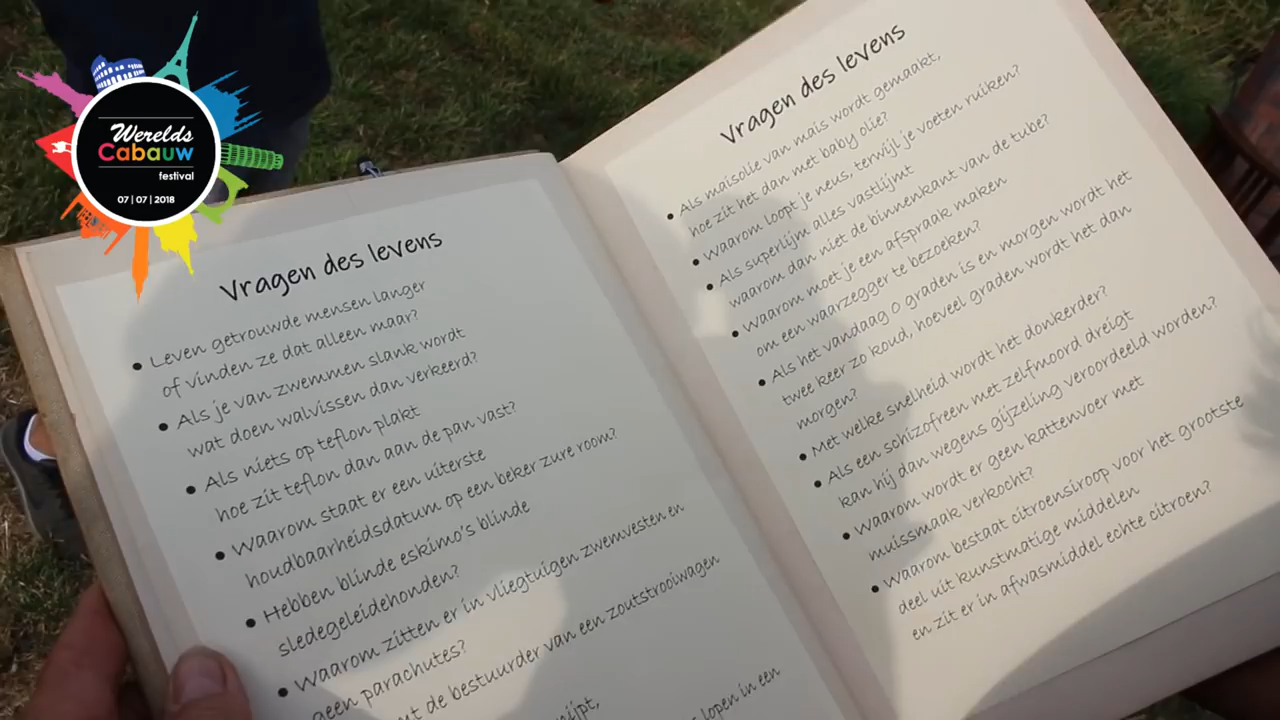 Werelds
Cabauw
festival
07 | 07 | 2018
Vragen des levens
• Leven getrouwde mensen langer
of vinden ze dat alleen maar?
• Als je van zwemmen slank wordt
wat doen walvissen dan verkeerd?
• Als niets op teflon plakt
hoe zit teflon dan aan de pan vast?
• Waarom staat er een uiterste
houdbaarheidsdatum op een beker zure room?
• Hebben blinde eskimo's blinde
sledegeleidehonden?
• Waarom zitten er in vliegtuigen zwemvesten en
geen parachutes?
de bestuurder van een zoutstrooiwagen
lopen in een
Vragen des levens
• Als maisolie van mais wordt gemaakt,
hoe zit het dan met baby olie?
• Waarom loopt je neus, terwijl je voeten ruiken?
• Als superlijm alles vastlijmt
waarom dan niet de binnenkant van de tube?
• Waarom moet je een afspraak maken
om een waarzegger te bezoeken?
• Als het vandaag 0 graden is en morgen wordt het
twee keer zo koud, hoeveel graden wordt het dan
morgen?
• Met welke snelheid wordt het donkerder?
• Als een schizofreen met zelfmoord dreigt
kan hij dan wegens gijzeling veroordeeld worden?
• Waarom wordt er geen kattenvoer met
muissmaak verkocht?
• Waarom bestaat citroensiroop voor het grootste
deel uit kunstmatige middelen
en zit er in afwasmiddel echte citroen?